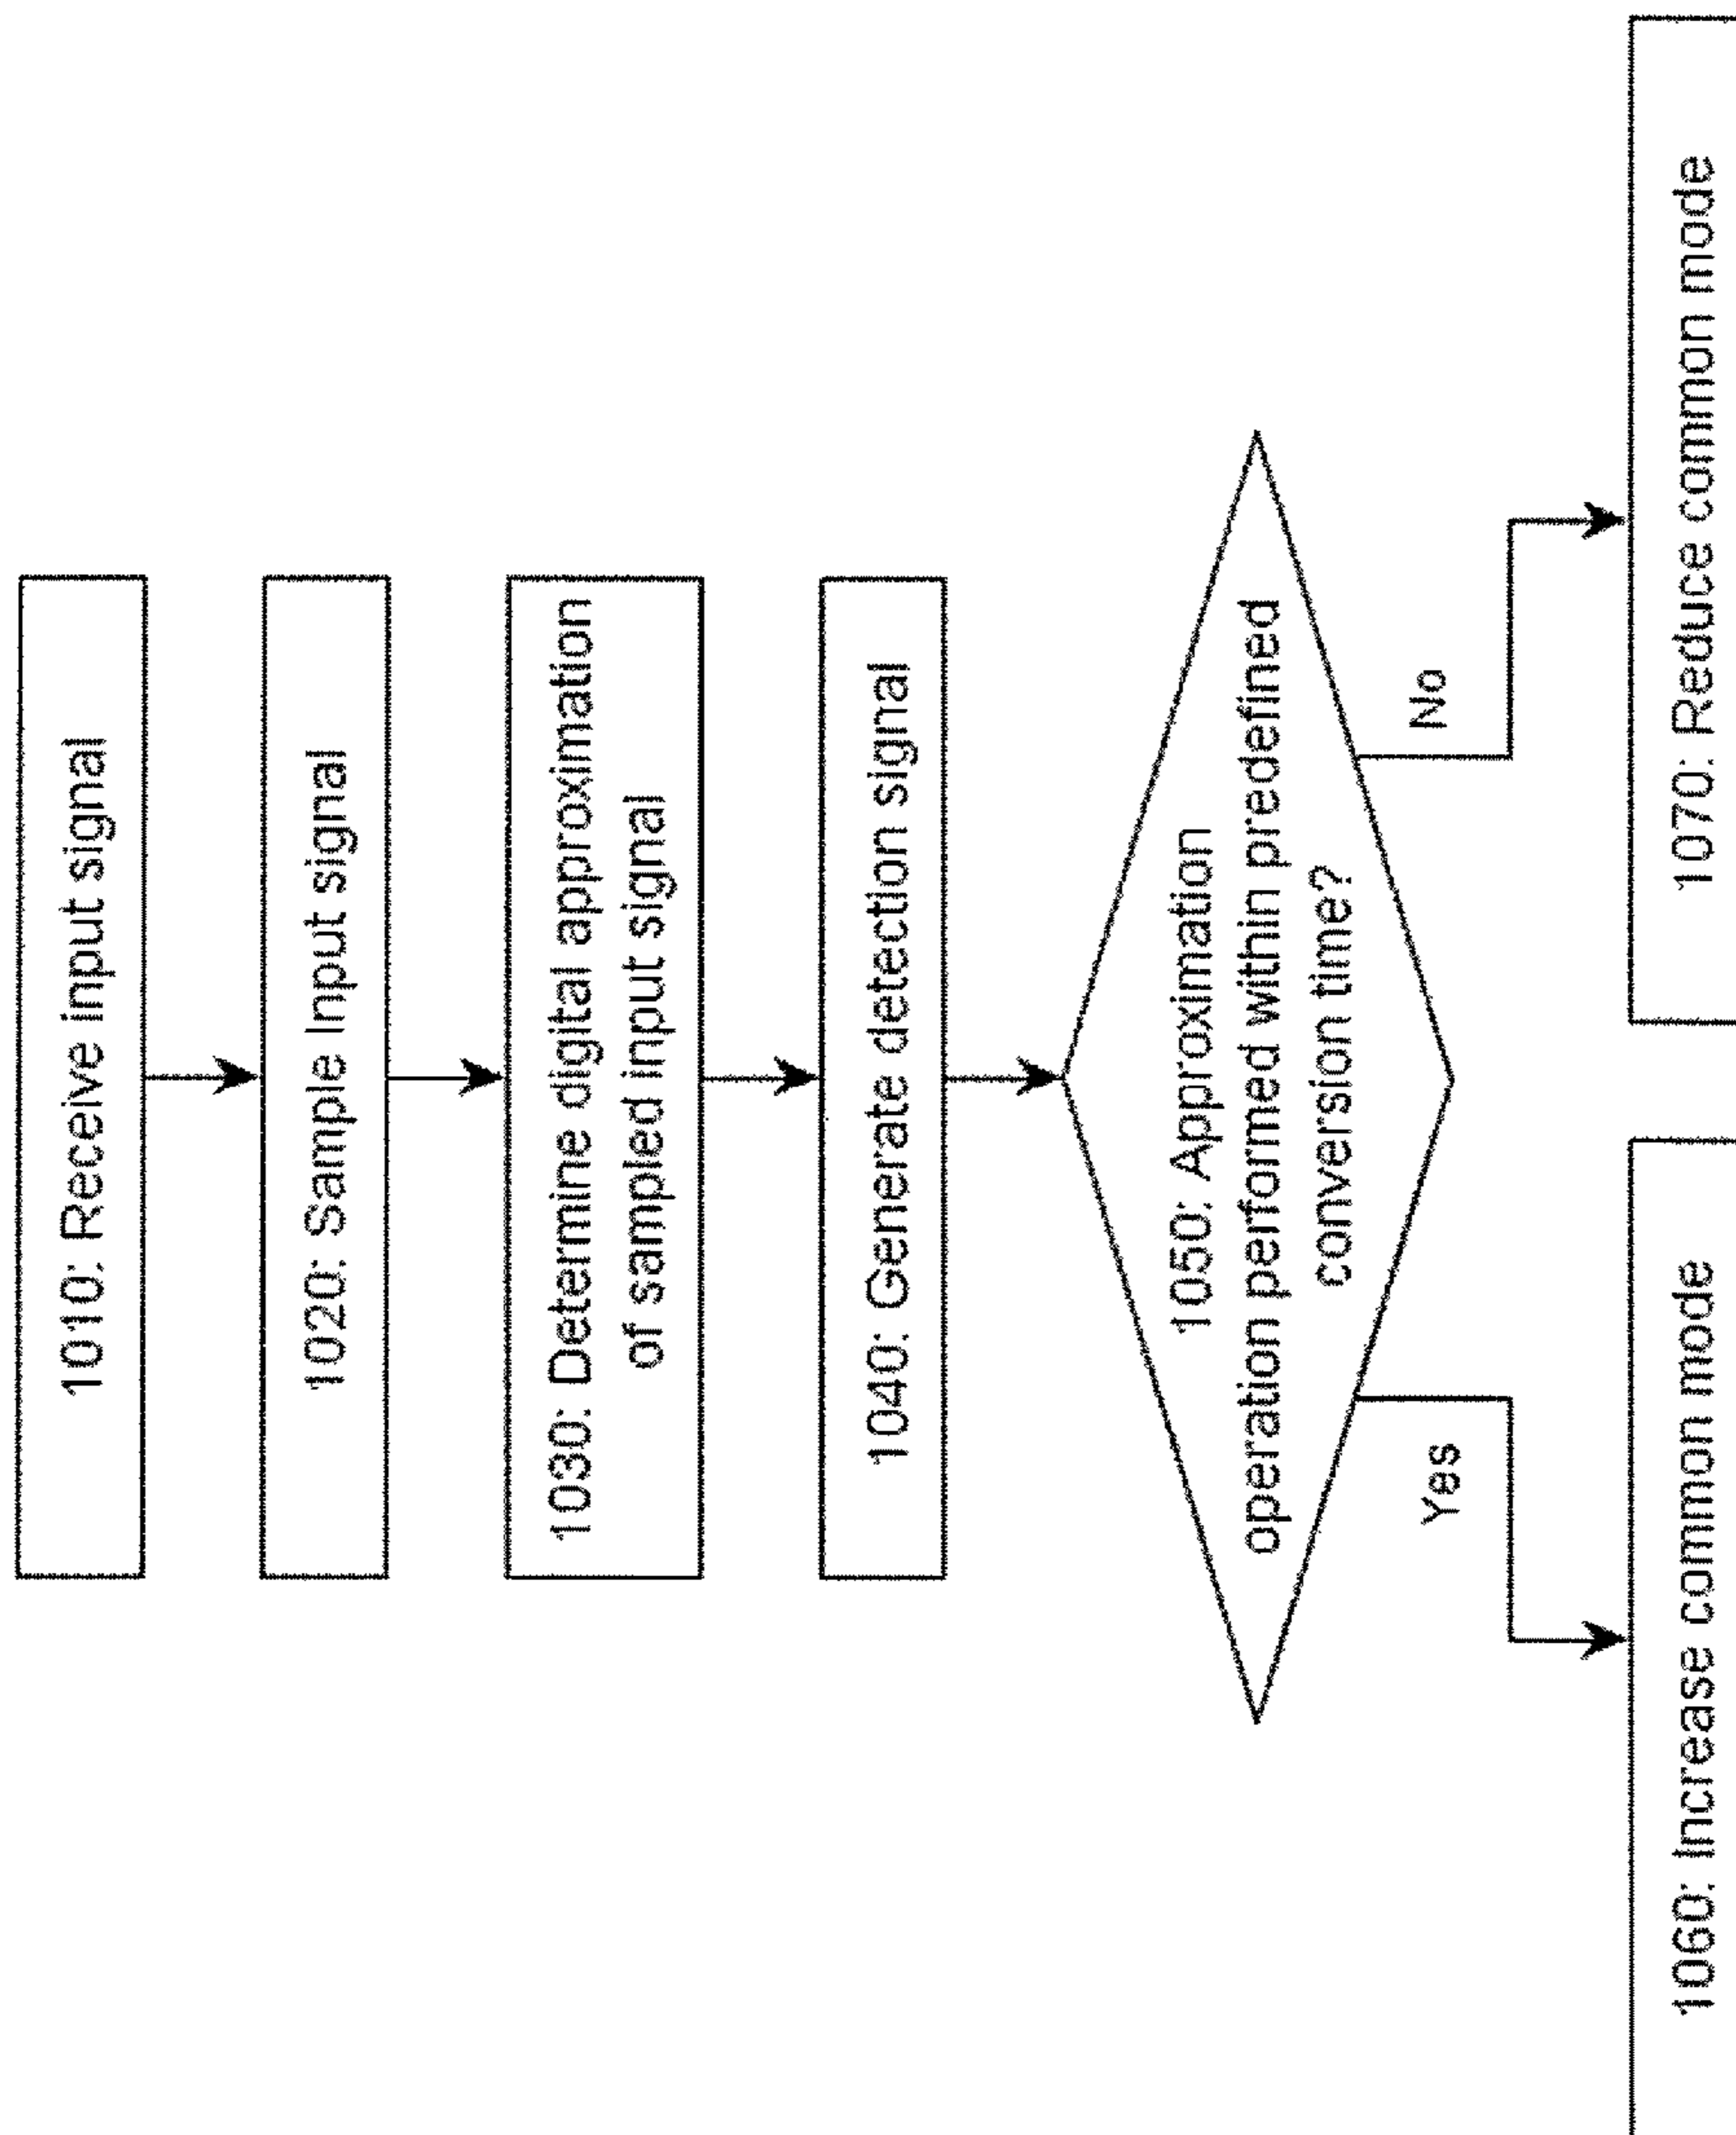 1010: Receive input signal
1020: Sample Input signal
1030: Determine digital approximation
of sampled input signal
1040: Generate detection signal
1050: Approximation
operation performed within predefined
conversion time?
Yes
No
1060: Increase common mode
1070: Reduce common mode